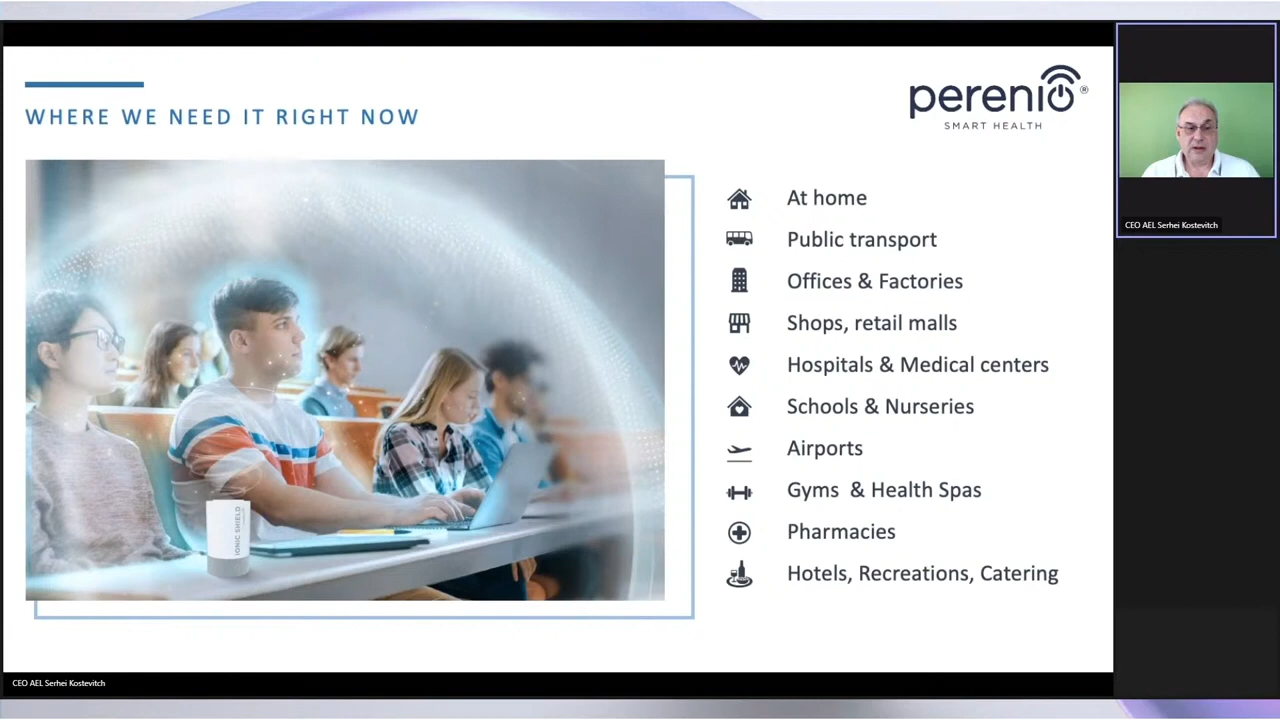 WHERE WE NEED IT RIGHT NOW
perenio®
SMART HEALTH
At home
Public transport
Offices & Factories
Shops, retail malls
Hospitals & Medical centers
Schools & Nurseries
Airports
Gyms & Health Spas
Pharmacies
Hotels, Recreations, Catering
IONIC SHIELD
CEO AEL Serhei Kostevitch
CEO AEL Serhei Kostevitch